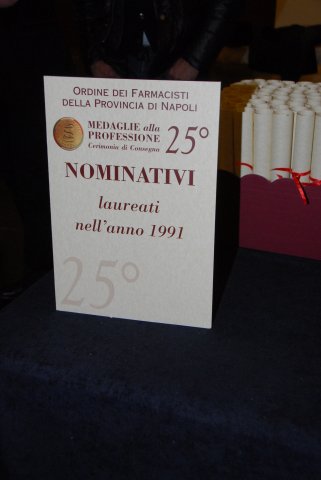 ORDINE DEI FARMACISTI
DELLA PROVINCIA DI NAPOLI
MEDAGLIE alla
PROFESSIONE 25°
Cerimonia di Consegna
NOMINATIVI
laureati
nell'anno 1991
25°